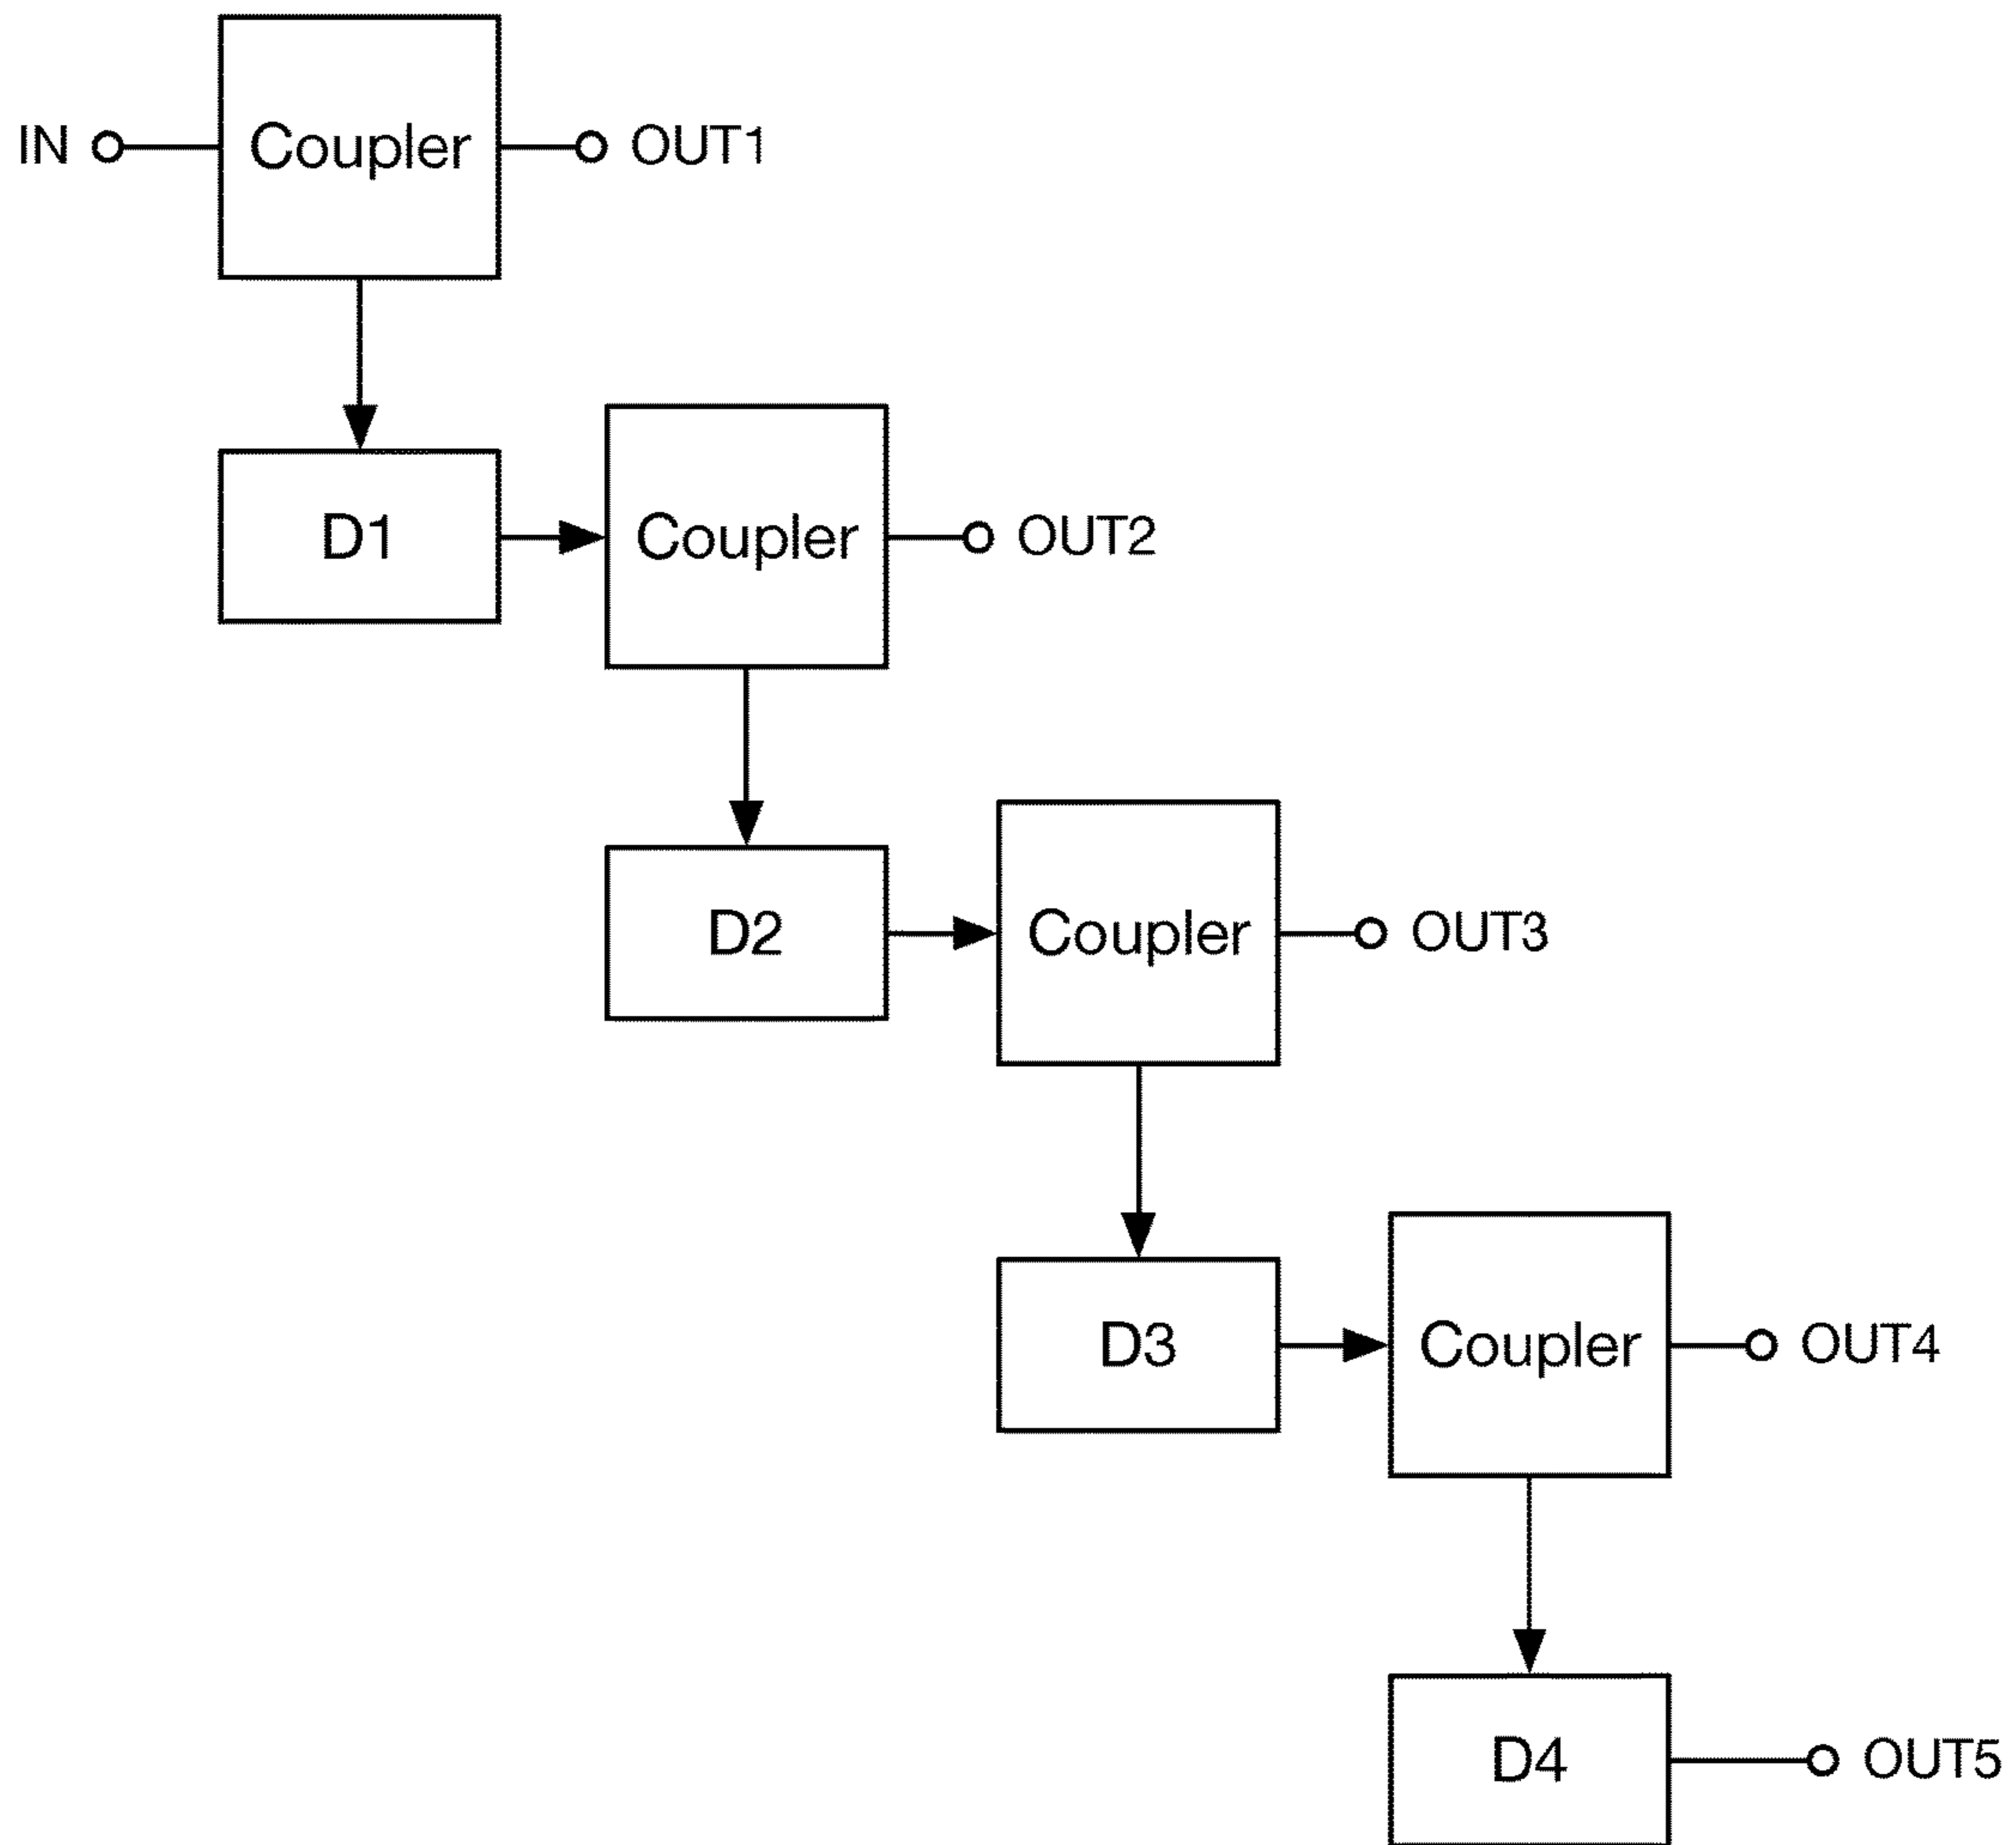 IN Coupler OUT1
D1 Coupler OUT2
D2 Coupler OUT3
D3 Coupler OUT4
D4 OUT5